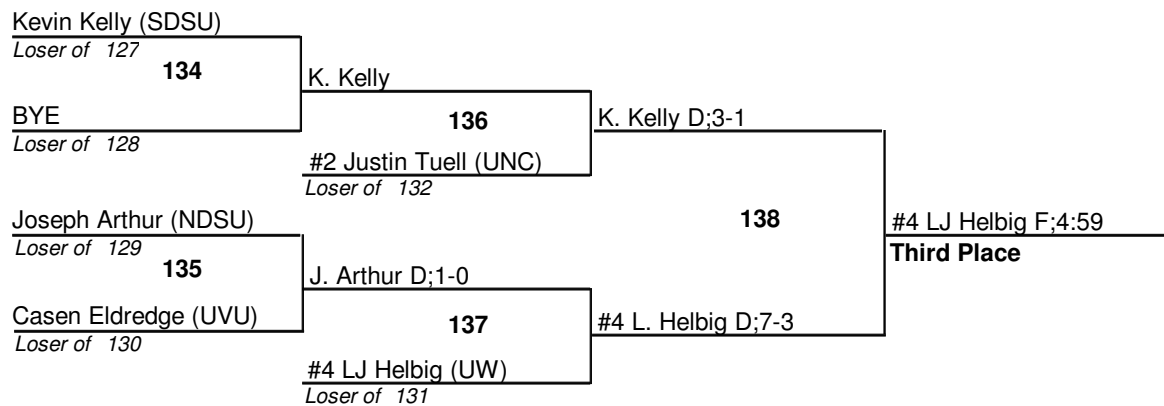 Kevin Kelly (SDSU)
Loser of 127
134
K. Kelly
BYE
Loser of 128
136
K. Kelly D;3-1
#2 Justin Tuell (UNC)
Loser of 132
Joseph Arthur (NDSU)
Loser of 129
138
#4 LJ Helbig F;4:59
Third Place
135
J. Arthur D;1-0
Casen Eldredge (UVU)
Loser of 130
137
#4 L. Helbig D;7-3
#4 LJ Helbig (UW)
Loser of 131